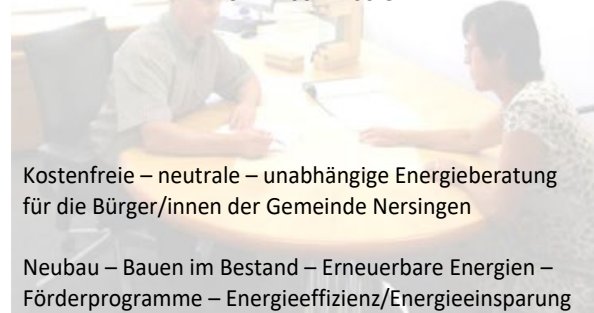 Kostenfreie – neutrale – unabhängige Energieberatung
für die Bürger/innen der Gemeinde Nersingen
Neubau – Bauen im Bestand – Erneuerbare Energien –
Förderprogramme – Energieeffizienz/Energieeinsparung